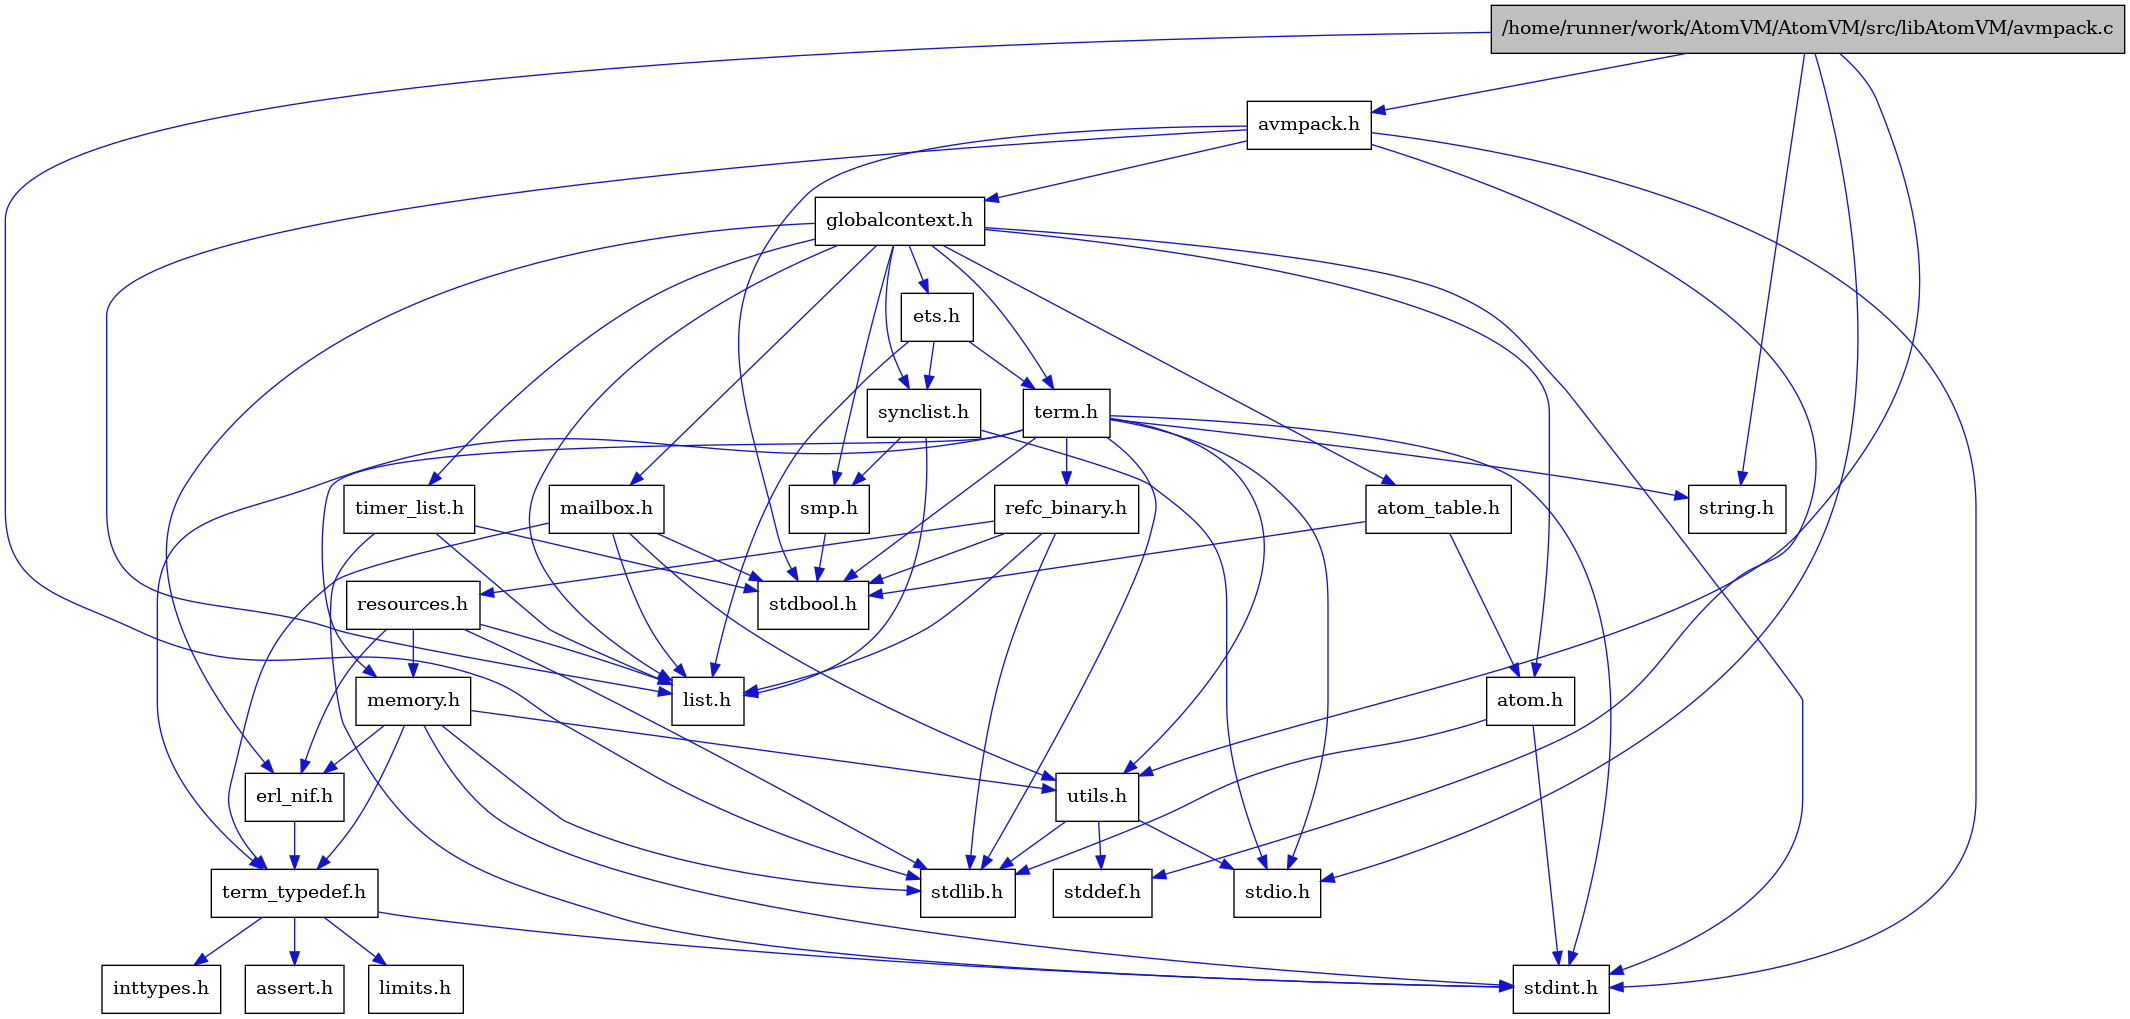 /home/runner/work/AtomVM/AtomVM/src/libAtomVM/avmpack.c
avmpack.h
globalcontext.h
ets.h
synclist.h
term.h
timer_list.h
mailbox.h
smp.h
refc_binary.h
atom_table.h
string.h
resources.h
stdbool.h
memory.h
list.h
atom.h
erl_nif.h
utils.h
term_typedef.h
stdlib.h
stddef.h
stdio.h
inttypes.h
assert.h
limits.h
stdint.h